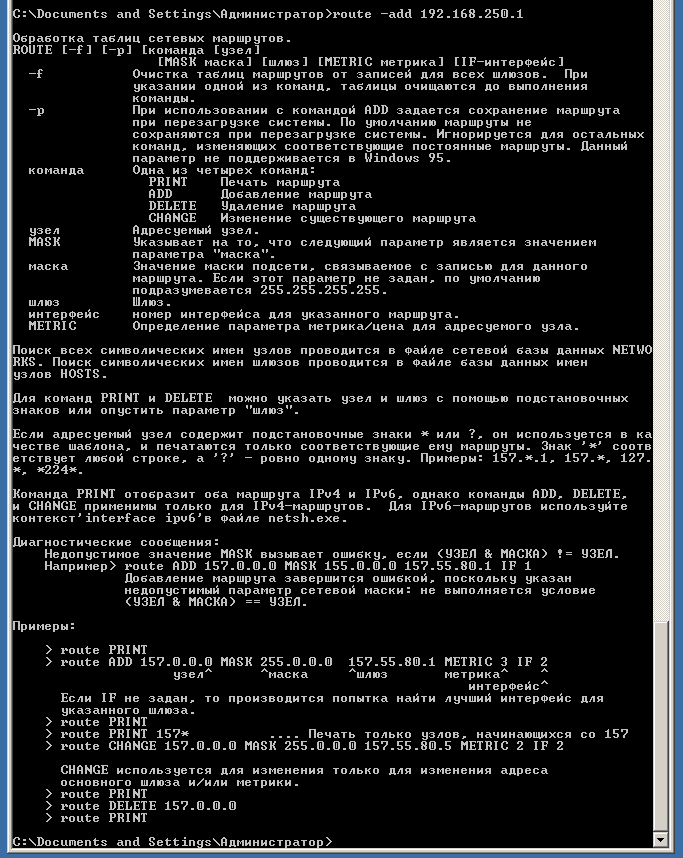 C:\Documents and Settings\Администратор>route -add 192.168.250.1
Обработка таблиц сетевых маршрутов.
ROUTE [-f] [-p] [команда [узел]
[MASK маска] [шлюз] [METRIC метрика] [IF-интерфейс]
-f Очистка таблиц маршрутов от записей для всех шлюзов. При
указании одной из команд, таблицы очищаются до выполнения
команды.
-p При использовании с командой ADD задается сохранение маршрута
при перезагрузке системы. По умолчанию маршруты не
сохраняются при перезагрузке системы. Игнорируется для остальных
команд, изменяющих соответствующие постоянные маршруты. Данный
параметр не поддерживается в Windows 95.
команда Одна из четырех команд:
PRINT Печать маршрута
ADD Добавление маршрута
DELETE Удаление маршрута
CHANGE Изменение существующего маршрута
узел Адресуемый узел.
MASK Указывает на то, что следующий параметр является значением
параметра "маска".
маска Значение маски подсети, связываемое с записью для данного
маршрута. Если этот параметр не задан, по умолчанию
подразумевается 255.255.255.255.
шлюз Шлюз.
интерфейс номер интерфейса для указанного маршрута.
METRIC Определение параметра метрика/цена для адресуемого узла.
Поиск всех символических имен узлов проводится в файле сетевой базы данных NETWO
RKS. Поиск символических имен шлюзов проводится в файле базы данных имен
узлов HOSTS.
Для команд PRINT и DELETE можно указать узел и шлюз с помощью подстановочных
знаков или опустить параметр "шлюз".
Если адресуемый узел содержит подстановочные знаки * или ?, он используется в ка
честве шаблона, и печатаются только соответствующие ему маршруты. Знак '*' соотв
етствует любой строке, а '?' - ровно одному знаку. Примеры: 157.*.1, 157.*, 127.
*, *224*.
Команда PRINT отобразит оба маршрута IPv4 и IPv6, однако команды ADD, DELETE,
и CHANGE применимы только для IPv4-маршрутов. Для IPv6-маршрутов используйте
контекст'interface ipv6'в файле netsh.exe.
Диагностические сообщения:
Недопустимое значение MASK вызывает ошибку, если (УЗЕЛ & МАСКА) != УЗЕЛ.
Например> route ADD 157.0.0.0 MASK 155.0.0.0 157.55.80.1 IF 1
Добавление маршрута завершится ошибкой, поскольку указан
недопустимый параметр сетевой маски: не выполняется условие
(УЗЕЛ & МАСКА) == УЗЕЛ.
Примеры:
> route PRINT
> route ADD 157.0.0.0 MASK 255.0.0.0 157.55.80.1 METRIC 3 IF 2
узел^ ^маска ^шлюз метрика^ ^
интерфейс^
Если IF не задан, то производится попытка найти лучший интерфейс для
указанного шлюза.
> route PRINT
> route PRINT 157* .... Печать только узлов, начинающихся со 157
> route CHANGE 157.0.0.0 MASK 255.0.0.0 157.55.80.5 METRIC 2 IF 2
CHANGE используется для изменения только для изменения адреса
основного шлюза и/или метрики.
> route PRINT
> route DELETE 157.0.0.0
> route PRINT
C:\Documents and Settings\Администратор>